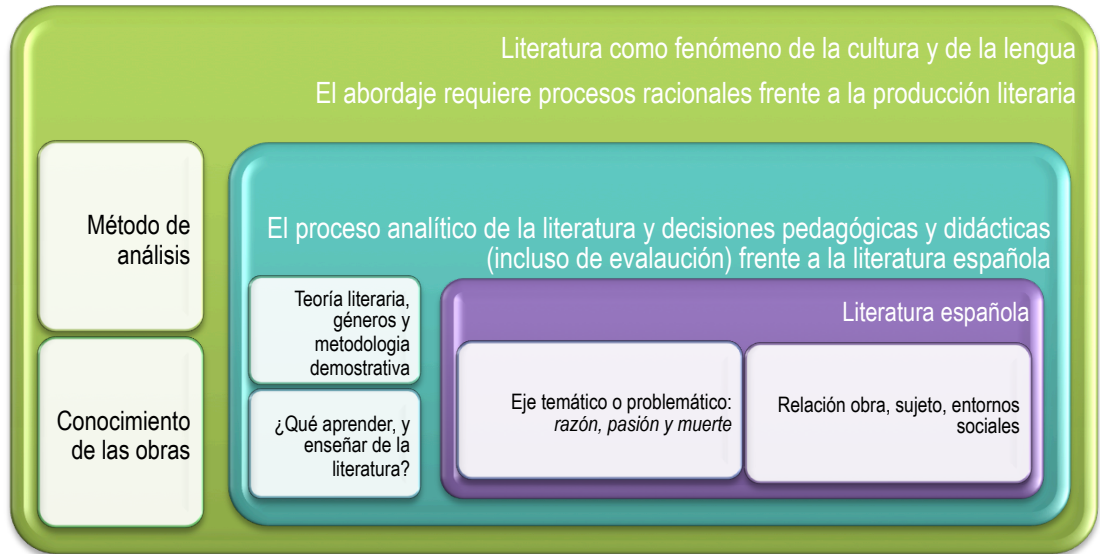 Literatura como fenómeno de la cultura y de la lengua
El abordaje requiere procesos racionales frente a la producción literaria
Método de
análisis
Conocimiento
de las obras
El proceso analítico de la literatura y decisiones pedagógicas y didácticas
(incluso de evalaución) frente a la literatura española
Teoría literaria,
géneros y
metodologia
demostrativa
¿Qué aprender, y
enseñar de la
literatura?
Literatura española
Eje temático o problemático:
razón, pasión y muerte
Relación obra, sujeto, entornos
sociales